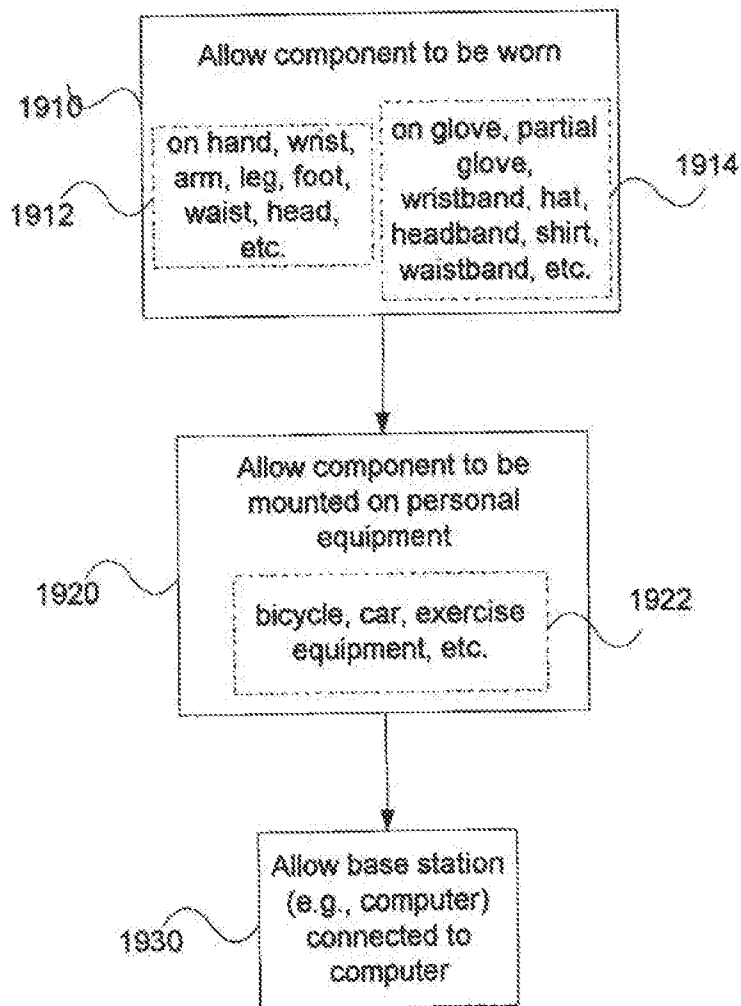 Allow component to be worn
1910
on hand, wrist,
arm, leg, foot,
waist, head,
etc.
1912
on glove, partial
glove,
wristband, hat,
headband, shirt,
waistband, etc.
1914
Allow component to be
mounted on personal
equipment
1920
bicycle, car, exercise
equipment, etc.
1922
Allow base station
(e.g., computer)
connected to
computer
1930